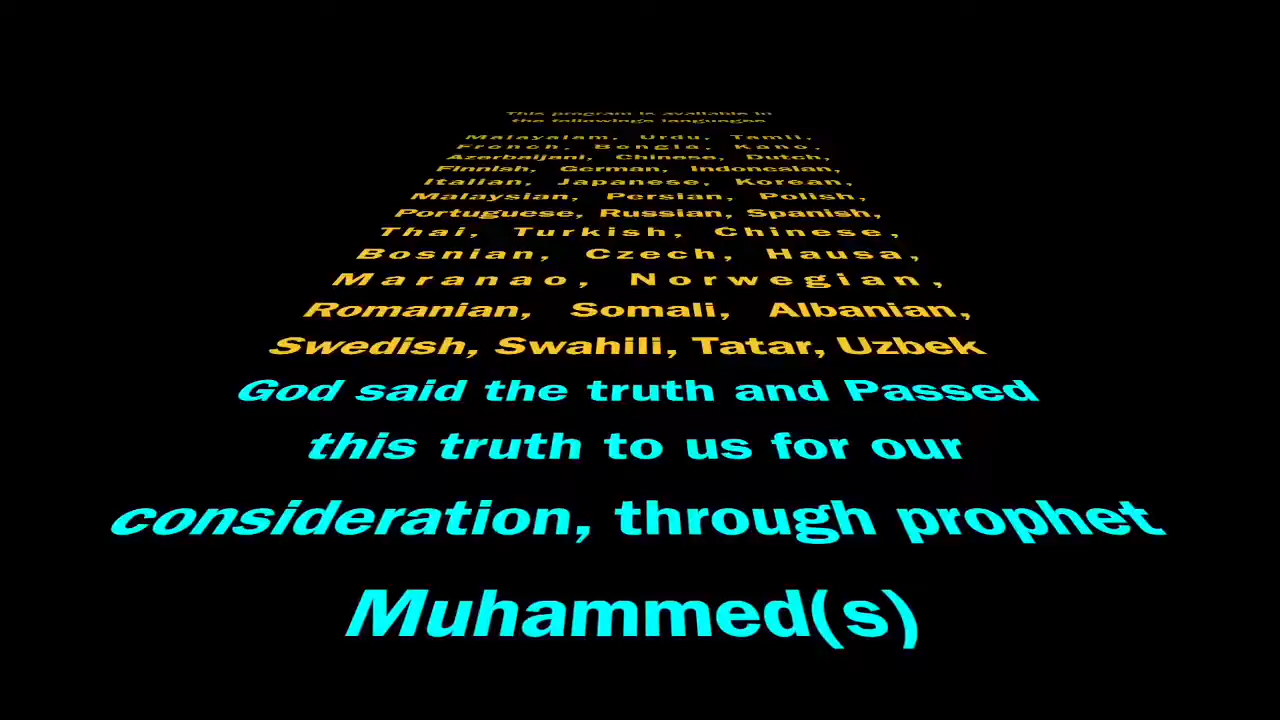 This program is available in
the followings languages
Malayalam, Urdu, Tamil,
French, Bongla, Kano,
Azerbaijani, Chinese, Dutch,
Finnish, German, Indonesian,
Italian, Japanese, Korean,
Malaysian, Persian, Polish,
Portuguese, Russian, Spanish,
Thai, Turkish, Chinese,
Bosnian, Czech, Hausa,
Maranao, Norwegian,
Romanian, Somali, Albanian,
Swedish, Swahili, Tatar, Uzbek
God said the truth and Passed
this truth to us for our
consideration, through prophet
Muhammed(s)